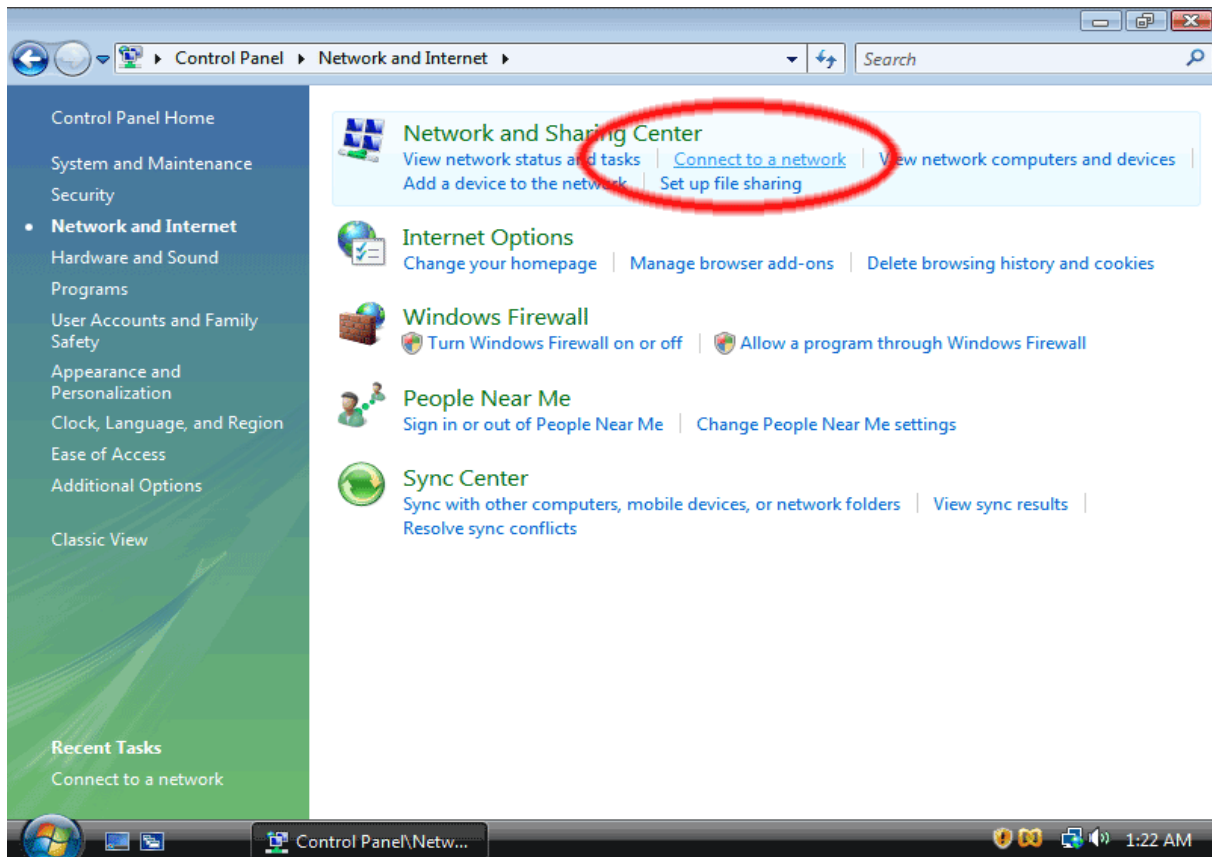 Control Panel Network and Internet Search
Control Panel Home
System and Maintenance
Security
Network and Internet
Hardware and Sound
Programs
User Accounts and Family
Safety
Appearance and
Personalization
Clock, Language, and Region
Ease of Access
Additional Options
Classic View
Recent Tasks
Connect to a network
Network and Sharing Center
View network status and tasks Connect to a network View network computers and devices
Add a device to the network Set up file sharing
Internet Options
Change your homepage Manage browser add-ons Delete browsing history and cookies
Windows Firewall
Turn Windows Firewall on or off Allow a program through Windows Firewall
People Near Me
Sign in or out of People Near Me Change People Near Me settings
Sync Center
Sync with other computers, mobile devices, or network folders View sync results
Resolve sync conflicts
Control Panel\Netw... 1:22 AM